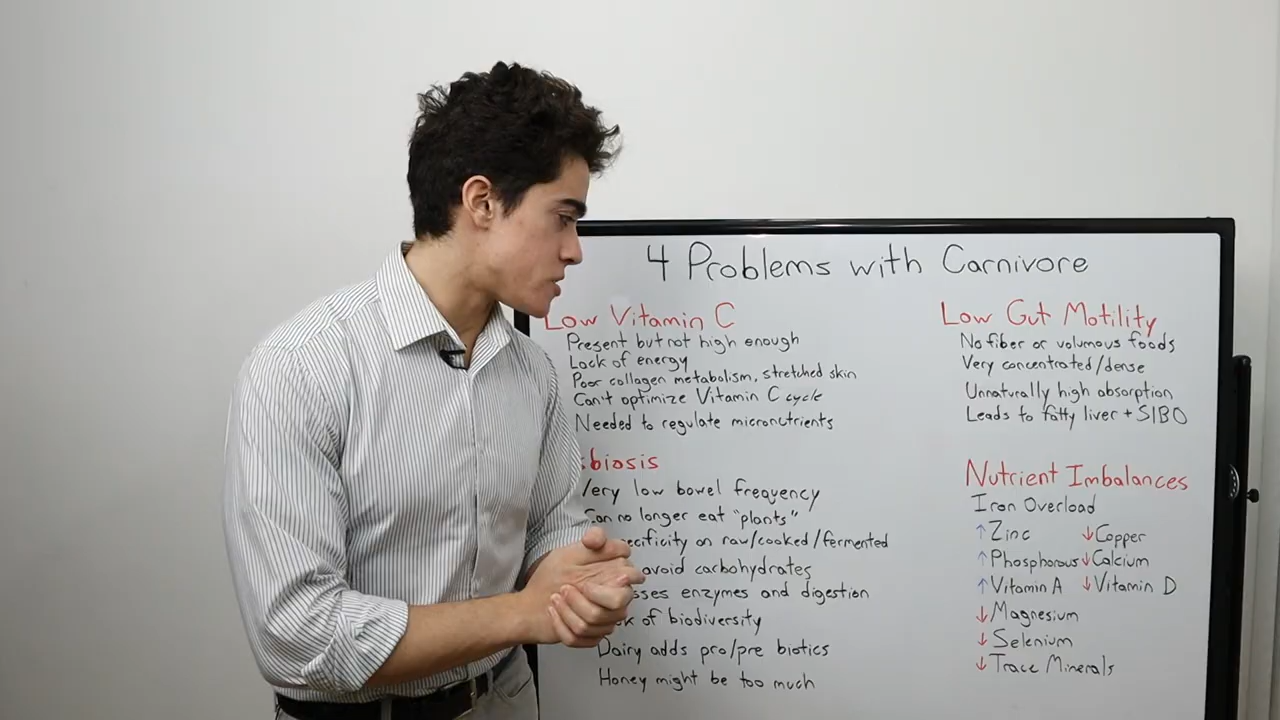 4 Problems with Carnivore
Low Vitamin C
Present but not high enough
Lack of energy
Poor collagen metabolism, stretched skin
Can't optimize Vitamin C cycle
Needed to regulate micronutrients
biosis
Very low bowel frequency
Can no longer eat "plants"
ecificity on raw/cooked/fermented
avoid carbohydrates
sses enzymes and digestion
of biodiversity
Dairy adds pro/pre biotics
Honey might be too much
Low Gut Motility
No fiber or volumous foods
Very concentrated/dense
Unnaturally high absorption
Leads to fatty liver + SIBO
Nutrient Imbalances
Iron Overload
↑Zinc ↓Copper
↑Phosphorous ↓Calcium
↑Vitamin A ↓Vitamin D
↓Magnesium
↓Selenium
↓Trace Minerals